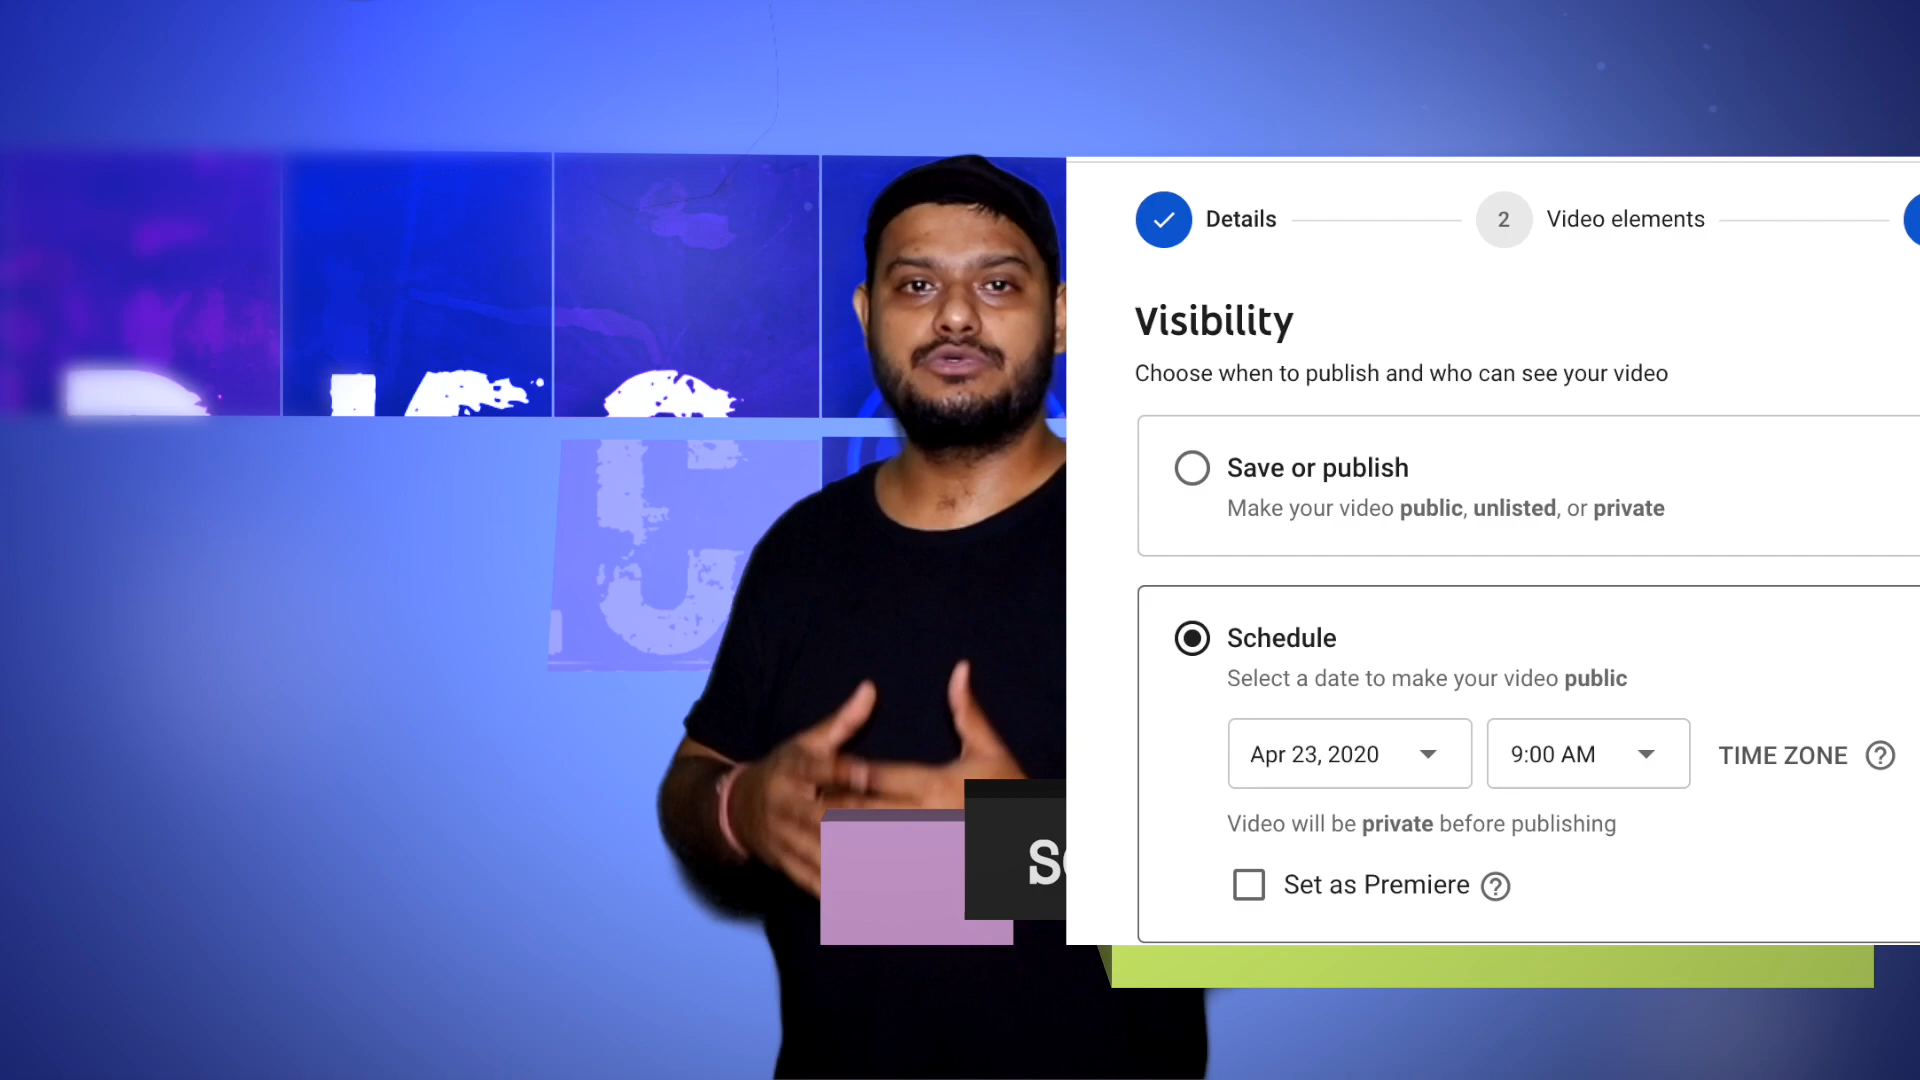 Details
2
Video elements
Visibility
Choose when to publish and who can see your video
Save or publish
Make your video public, unlisted, or private
Schedule
Select a date to make your video public
Apr 23, 2020
9:00 AM
TIME ZONE ?
Video will be private before publishing
Set as Premiere ?